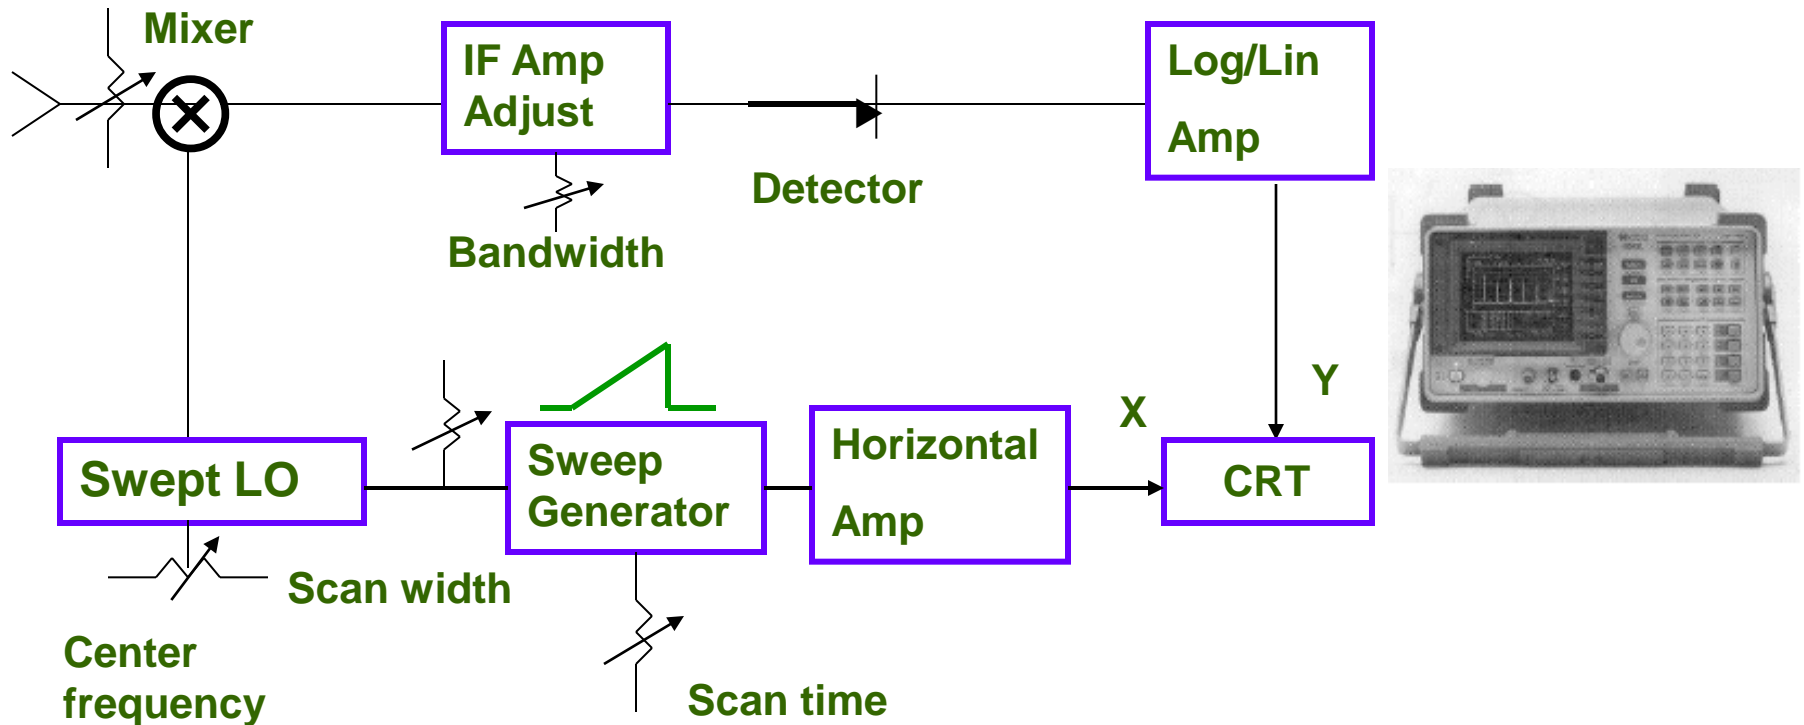 Mixer
IF Amp
Adjust
Log/Lin
Amp
Detector
Bandwidth
Y
X
Swept LO
Sweep
Generator
Horizontal
Amp
CRT
Scan width
Center
frequency
Scan time